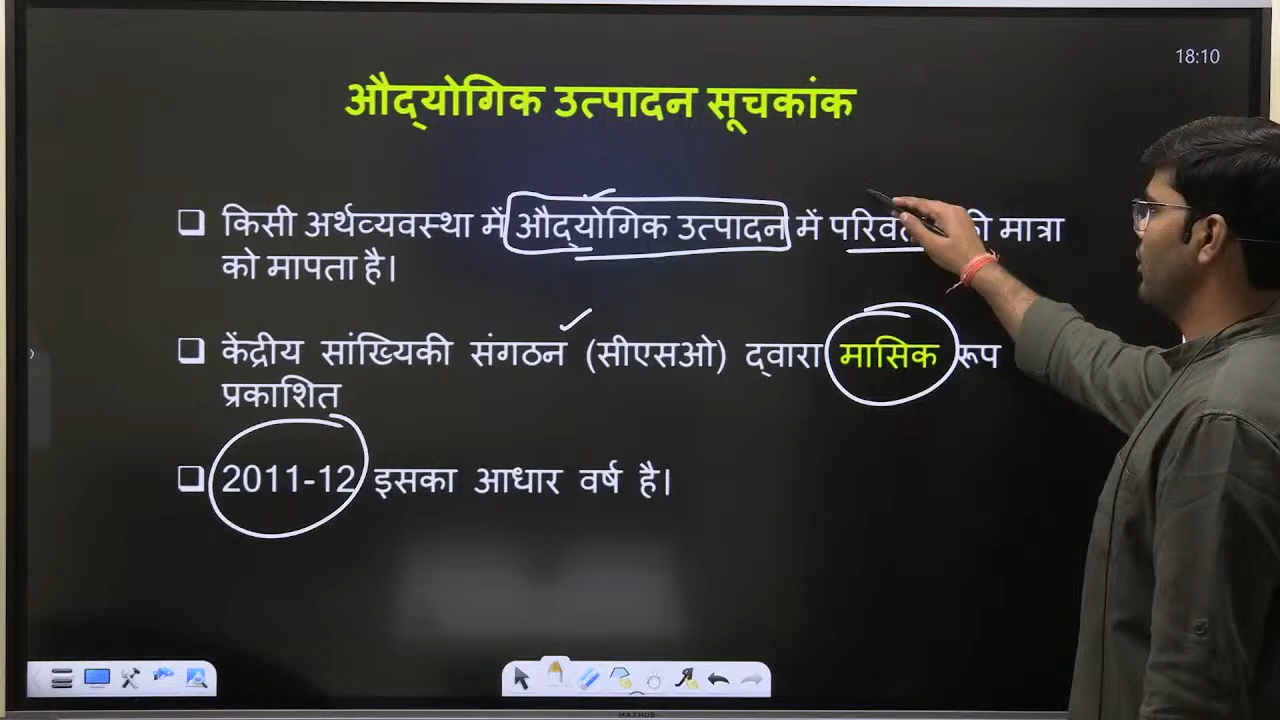 18:10
औद्योगिक उत्पादन सूचकांक
❑ किसी अर्थव्यवस्था में औद्योगिक उत्पादन में की मात्रा
को मापता है।
❑ केंद्रीय सांख्यिकी संगठन (सीएसओ) द्वारा मासिक रूप
प्रकाशित
❑ 2011-12 इसका आधार वर्ष है।
MAXHUB